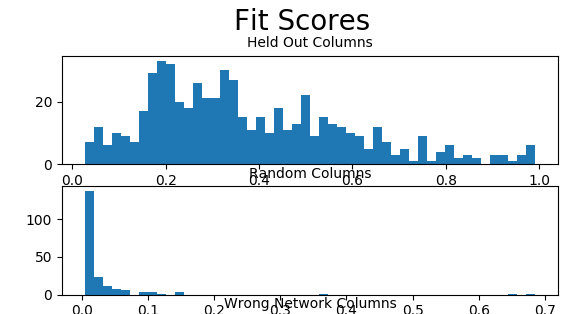 Fit Scores
Held Out Columns
20
0
0.0 0.2 0.4 0.6 0.8 1.0
Random Columns
100
50
0
0.0 0.1 0.2 0.3 0.4 0.5 0.6 0.7
Wrong Network Columns